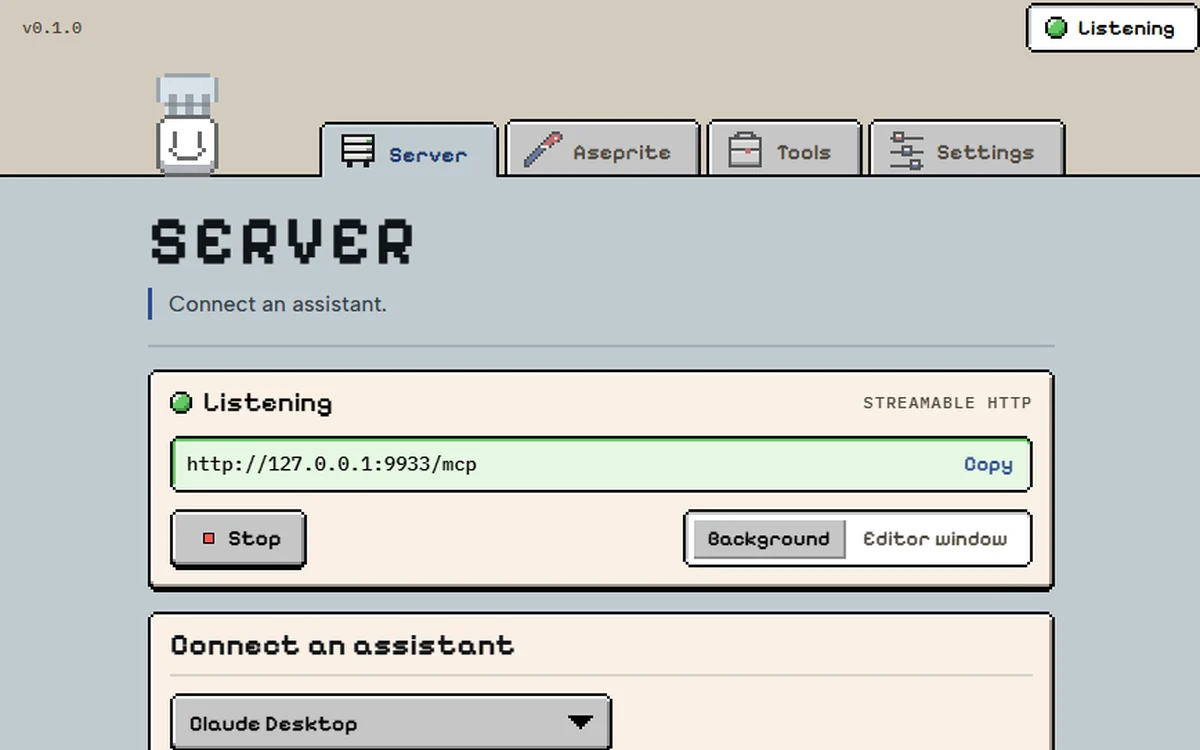 v0.1.0
Listening
Server
Aseprite
Tools
Settings
SERVER
Connect an assistant.
Listening
STREAMABLE HTTP
http://127.0.0.1:9933/mcp
Copy
Stop
Background
Editor window
Connect an assistant
Claude Desktop